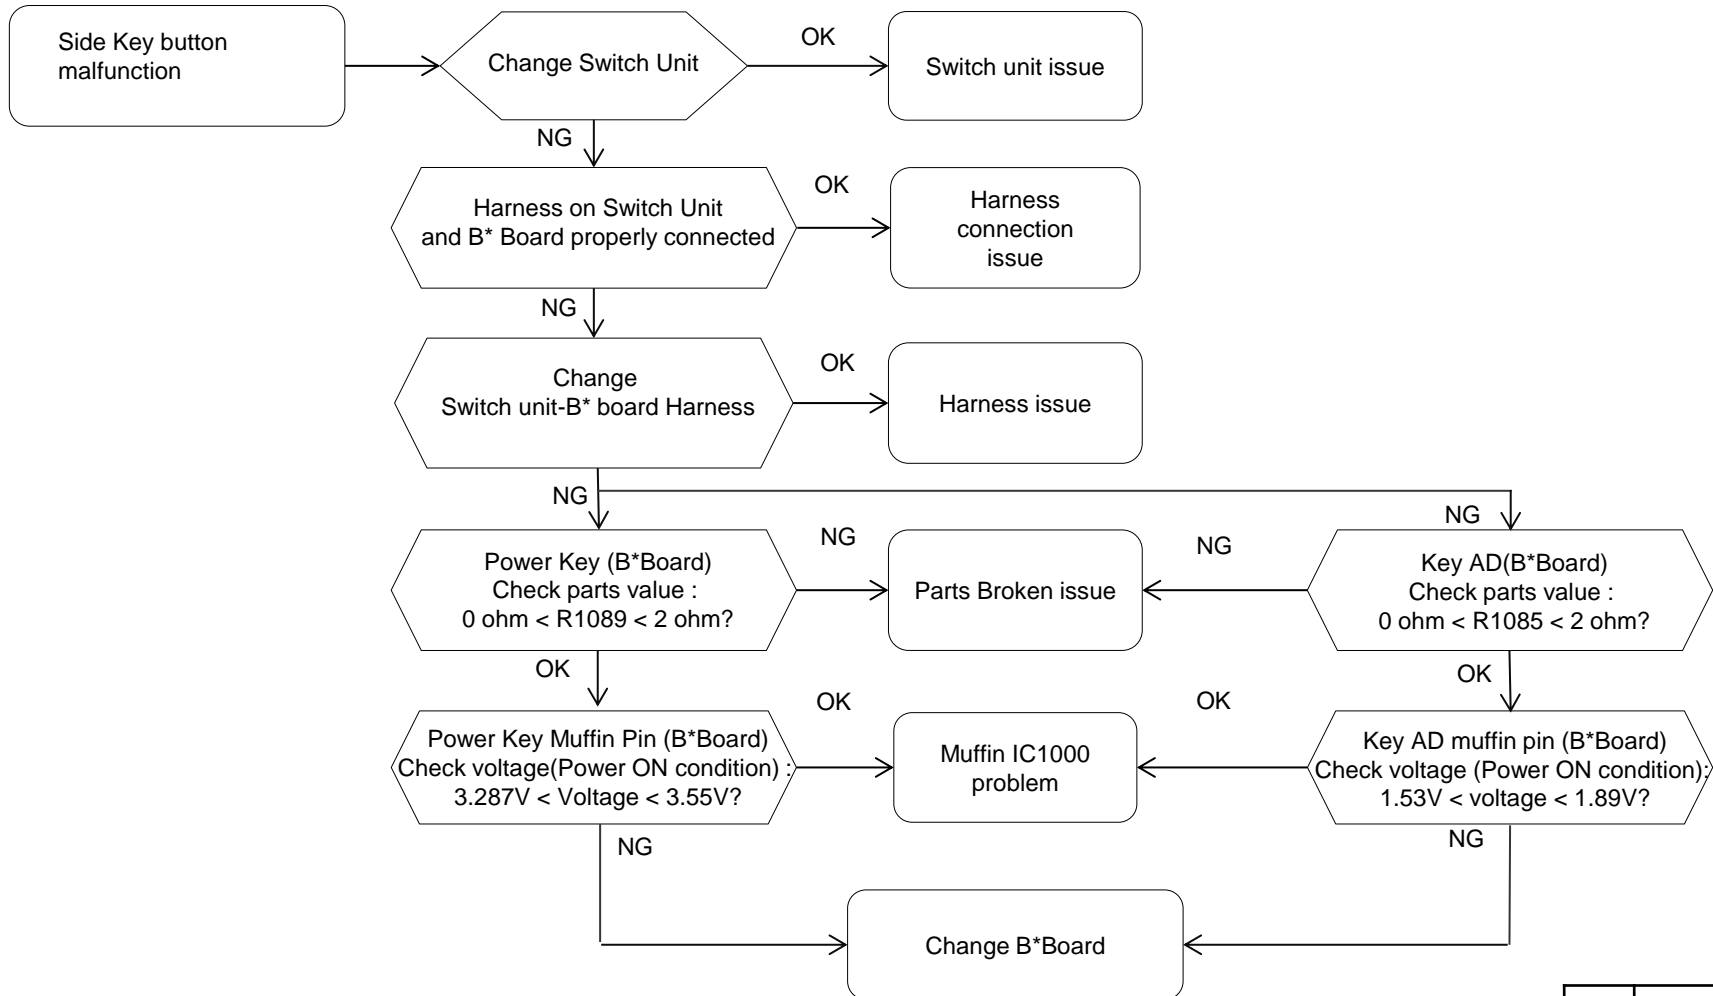 Side Key button
malfunction
Change Switch Unit
OK
Switch unit issue
NG
Harness on Switch Unit
and B* Board properly connected
OK
Harness
connection
issue
NG
Change
Switch unit-B* board Harness
OK
Harness issue
NG
NG
Power Key (B*Board)
Check parts value :
0 ohm < R1089 < 2 ohm?
NG
Parts Broken issue
NG
Key AD(B*Board)
Check parts value :
0 ohm < R1085 < 2 ohm?
OK
OK
Power Key Muffin Pin (B*Board)
Check voltage(Power ON condition) :
3.287V < Voltage < 3.55V?
OK
Muffin IC1000
problem
OK
Key AD muffin pin (B*Board)
Check voltage (Power ON condition):
1.53V < voltage < 1.89V?
NG
NG
Change B*Board